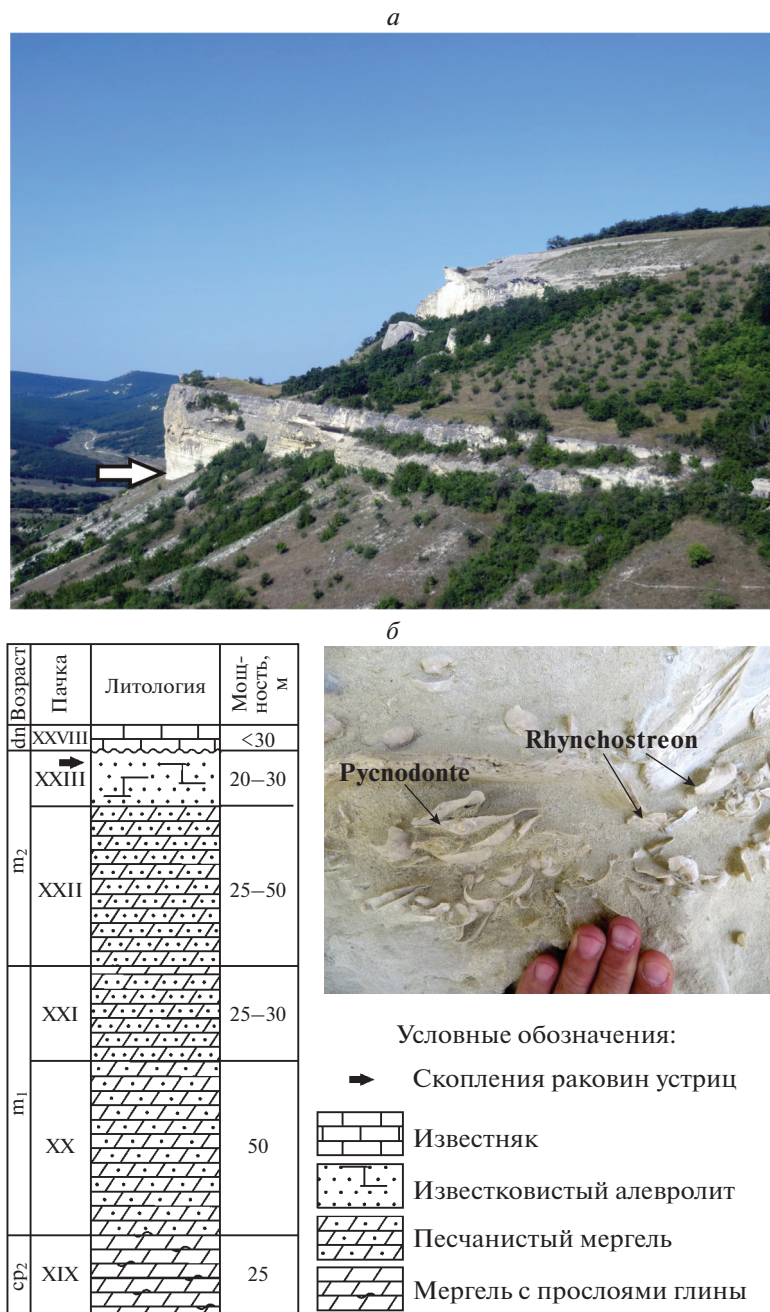 а
б
Возраст
Пачка
Литология
Мощ-
ность,
м
dn
XXVIII
<30
XXIII
20–30
m2
XXII
25–50
XXI
25–30
m1
XX
50
cp2
XIX
25
Pycnodonte
Rhynchostreon
Условные обозначения:
Скопления раковин устриц
Известняк
Известковистый алевролит
Песчанистый мергель
Мергель с прослоями глины